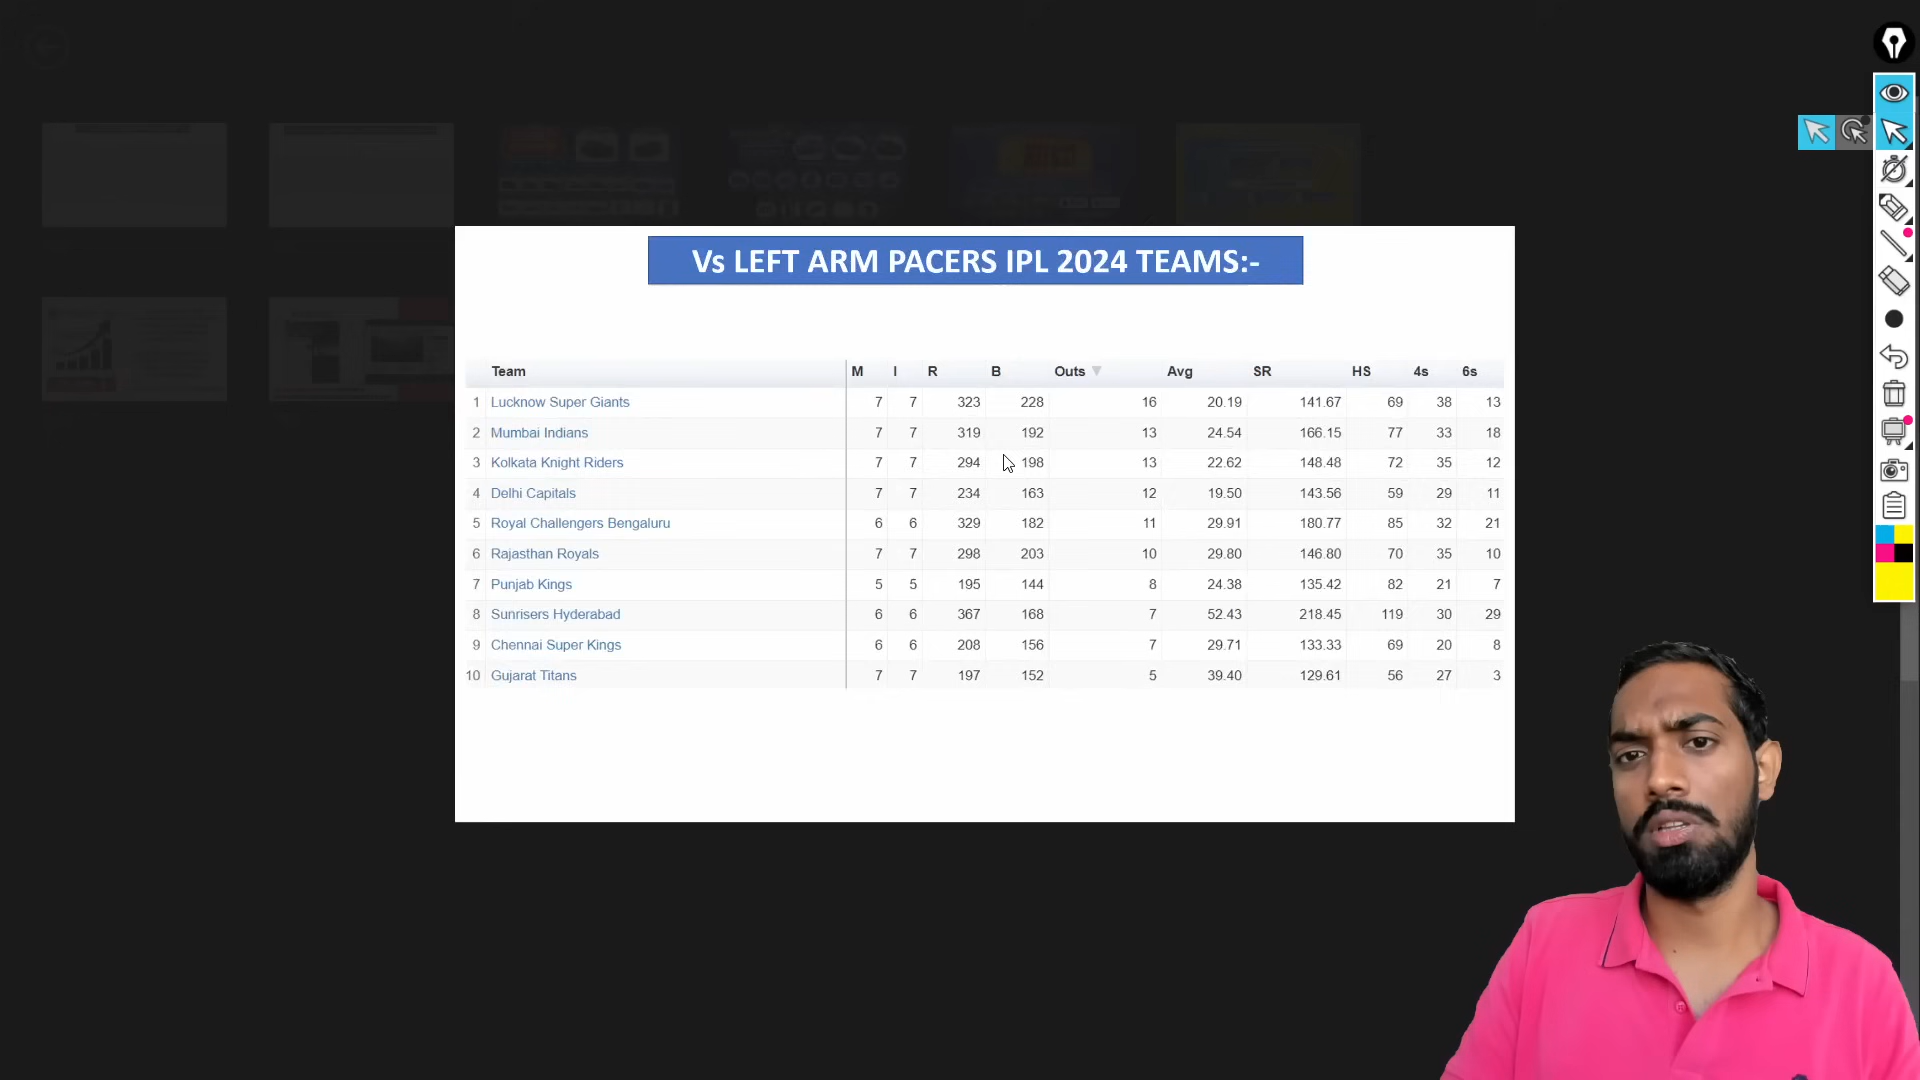 Vs LEFT ARM PACERS IPL 2024 TEAMS:-
Team M I R B Outs Avg SR HS 4s 6s
1 Lucknow Super Giants 7 7 323 228 16 20.19 141.67 69 38 13
2 Mumbai Indians 7 7 319 192 13 24.54 166.15 77 33 18
3 Kolkata Knight Riders 7 7 294 198 13 22.62 148.48 72 35 12
4 Delhi Capitals 7 7 234 163 12 19.50 143.56 59 29 11
5 Royal Challengers Bengaluru 6 6 329 182 11 29.91 180.77 85 32 21
6 Rajasthan Royals 7 7 298 203 10 29.80 146.80 70 35 10
7 Punjab Kings 5 5 195 144 8 24.38 135.42 82 21 7
8 Sunrisers Hyderabad 6 6 367 168 7 52.43 218.45 119 30 29
9 Chennai Super Kings 6 6 208 156 7 29.71 133.33 69 20 8
10 Gujarat Titans 7 7 197 152 5 39.40 129.61 56 27 3